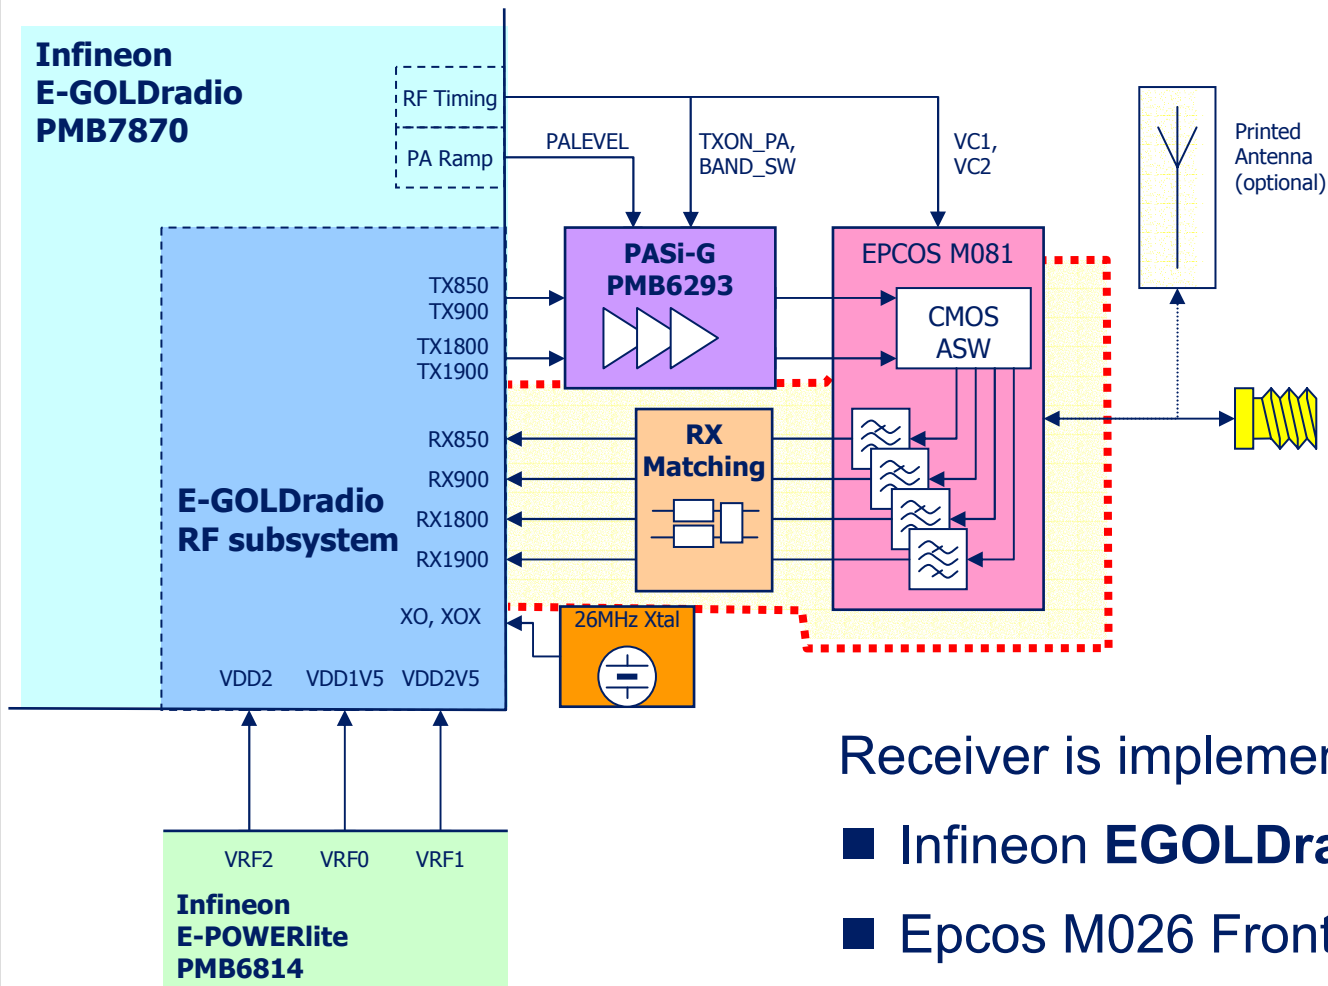 Infineon
E-GOLDradio
PMB7870
RF Timing
PA Ramp
PALEVEL
TXON_PA,
BAND_SW
VC1,
VC2
Printed
Antenna
(optional)
PASi-G
PMB6293
EPCOS M081
CMOS
ASW
TX850
TX900
TX1800
TX1900
RX850
RX900
RX1800
RX1900
RX
Matching
E-GOLDradio
RF subsystem
XO, XOX
26MHz Xtal
VDD2 VDD1V5 VDD2V5
VRF2 VRF0 VRF1
Infineon
E-POWERlite
PMB6814
Receiver is implemen
Infineon EGOLDra
Epcos M026 Front